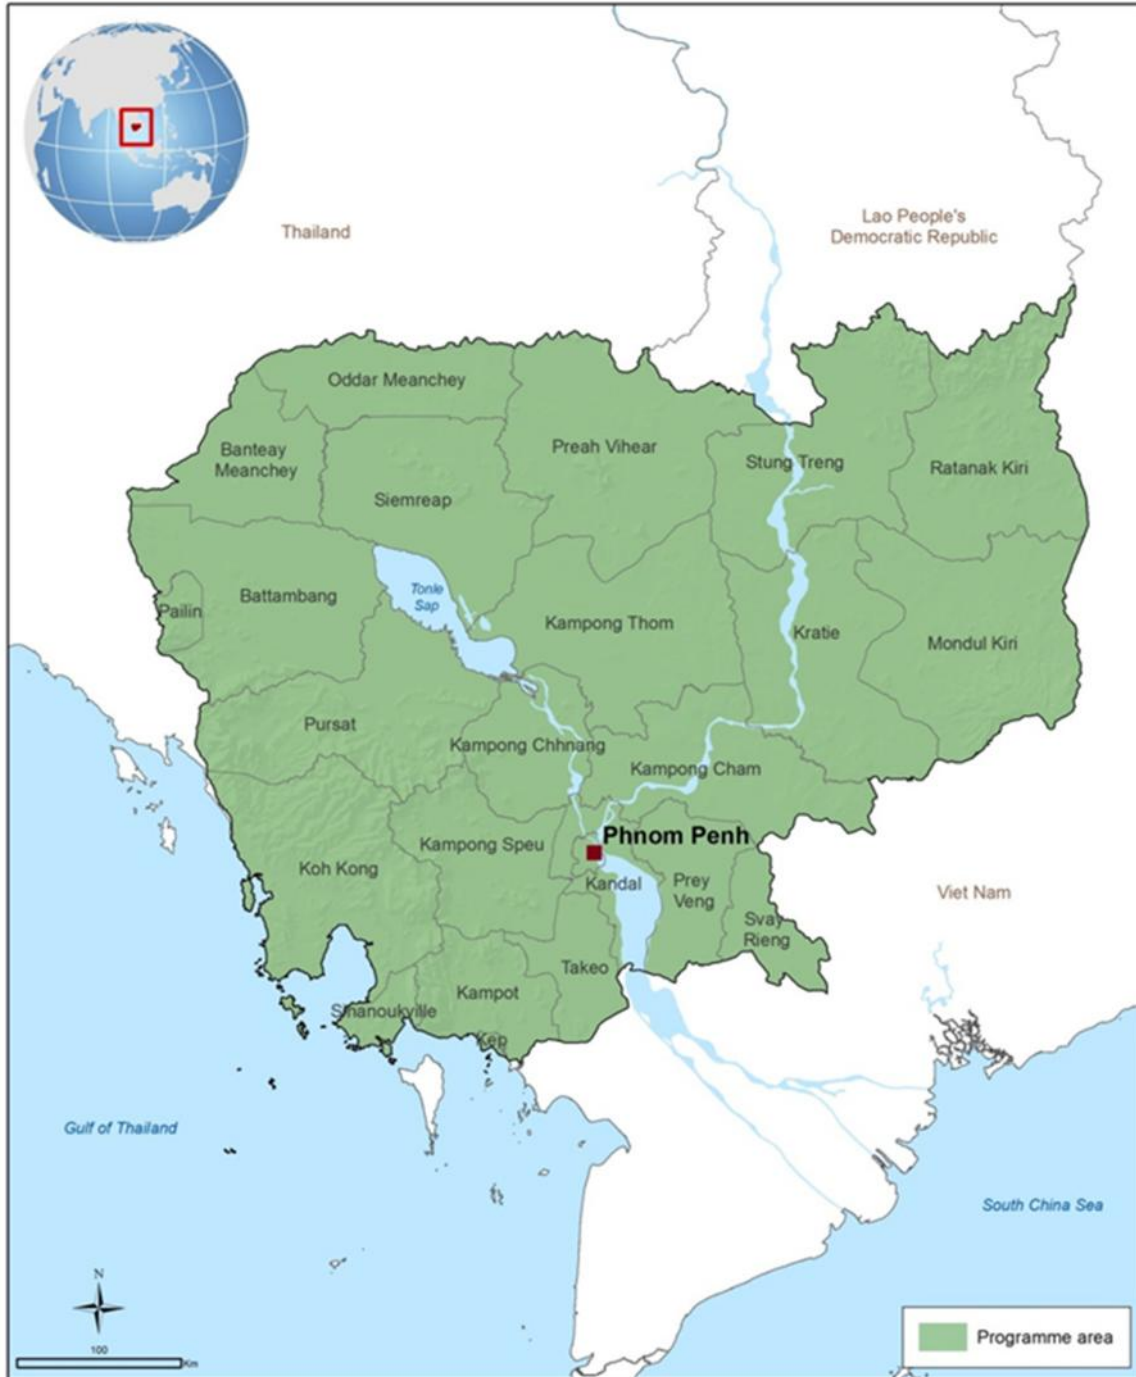 Thailand
Lao People's
Democratic Republic
Oddar Meanchey
Banteay
Meanchey
Preah Vihear
Stung Treng
Ratanak Kiri
Siemreap
Tonle
Sap
Battambang
Pailin
Kampong Thom
Kratie
Mondul Kiri
Pursat
Kampong Chhnang
Kampong Cham
Phnom Penh
Kampong Speu
Koh Kong
Kandal
Prey
Veng
Viet Nam
Svay
Rieng
Takeo
Kampot
Sihanoukville
Kep
Gulf of Thailand
South China Sea
N
100
Km
Programme area